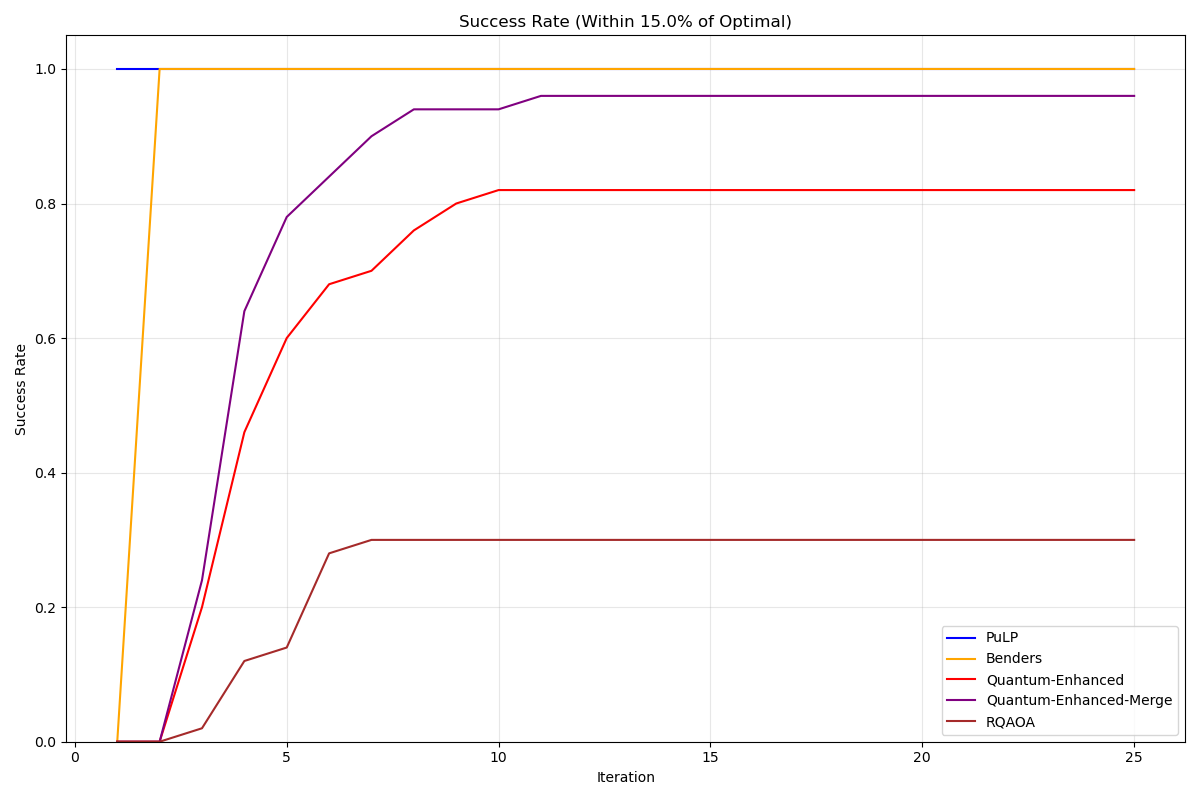 Success Rate (Within 15.0% of Optimal)
1.0
0.8
0.6
0.4
0.2
0.0
Success Rate
0 5 10 15 20 25
Iteration
PuLP
Benders
Quantum-Enhanced
Quantum-Enhanced-Merge
RQAOA